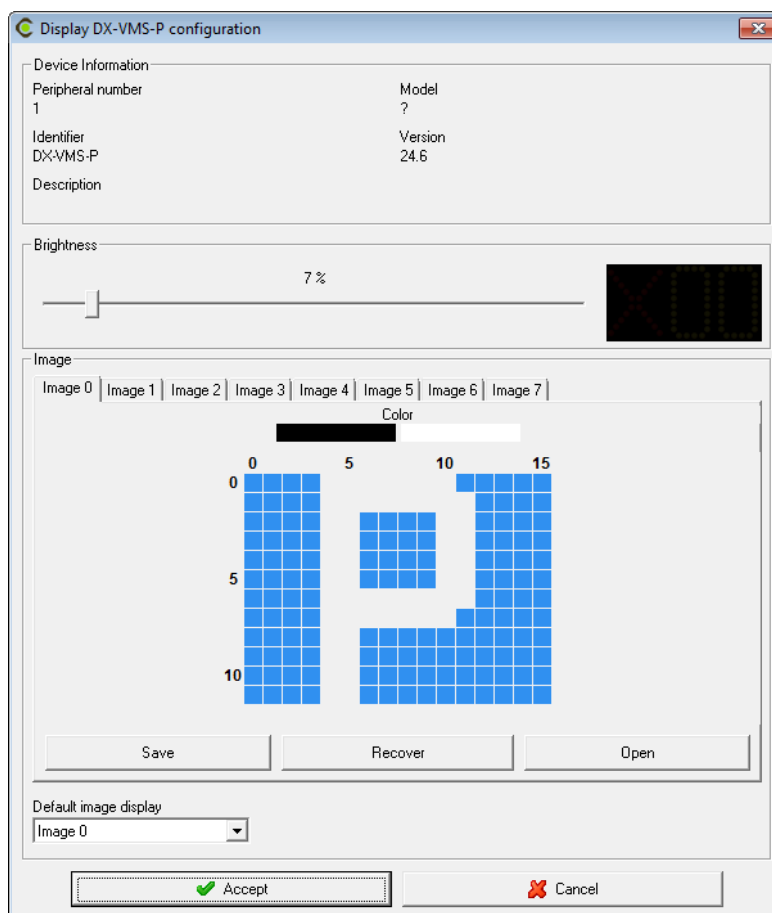 Display DX-VMS-P configuration
Device Information
Peripheral number Model
1 ?
Identifier Version
DX-VMS-P 24.6
Description
Brightness
7 %
X00
Image
Image 0 Image 1 Image 2 Image 3 Image 4 Image 5 Image 6 Image 7
Color
0 5 10 15
0
5
10
P
Save Recover Open
Default image display
Image 0
Accept Cancel